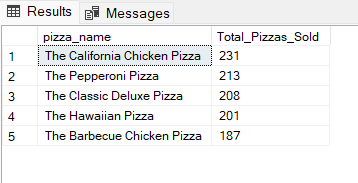 Results Messages
pizza_name Total_Pizzas_Sold
1 The California Chicken Pizza 231
2 The Pepperoni Pizza 213
3 The Classic Deluxe Pizza 208
4 The Hawaiian Pizza 201
5 The Barbecue Chicken Pizza 187